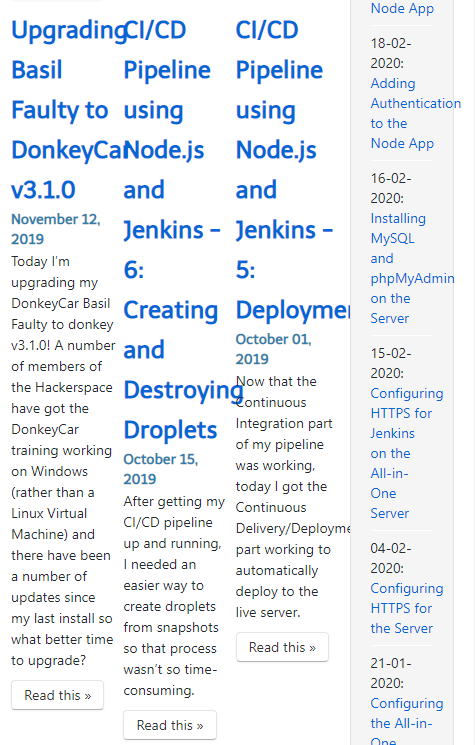 Upgrading
Basil
Faulty to
DonkeyCar
v3.1.0
November 12,
2019
Today I'm
upgrading my
DonkeyCar Basil
Faulty to donkey
v3.1.0! A number
of members of
the Hackerspace
have got the
DonkeyCar
training working
on Windows
(rather than a
Linux Virtual
Machine) and
there have been
a number of
updates since
my last install so
what better time
to upgrade?
Read this »
CI/CD
Pipeline
using
Node.js
and
Jenkins –
6:
Creating
and
Destroying
Droplets
October 15,
2019
After getting my
CI/CD pipeline
up and running,
I needed an
easier way to
create droplets
from snapshots
so that process
wasn't so time-
consuming.
Read this »
CI/CD
Pipeline
using
Node.js
and
Jenkins –
5:
Deploymen
October 01,
2019
Now that the
Continuous
Integration part
of my pipeline
was working,
today I got the
Continuous
Delivery/Deployme
part working to
automatically
deploy to the
live server.
Read this »
Node App
18-02-
2020:
Adding
Authentication
to the
Node App
16-02-
2020:
Installing
MySQL
and
phpMyAdmin
on the
Server
15-02-
2020:
Configuring
HTTPS for
Jenkins
on the
All-in-
One
Server
04-02-
2020:
Configuring
HTTPS for
the Server
21-01-
2020:
Configuring
the All-in-
One